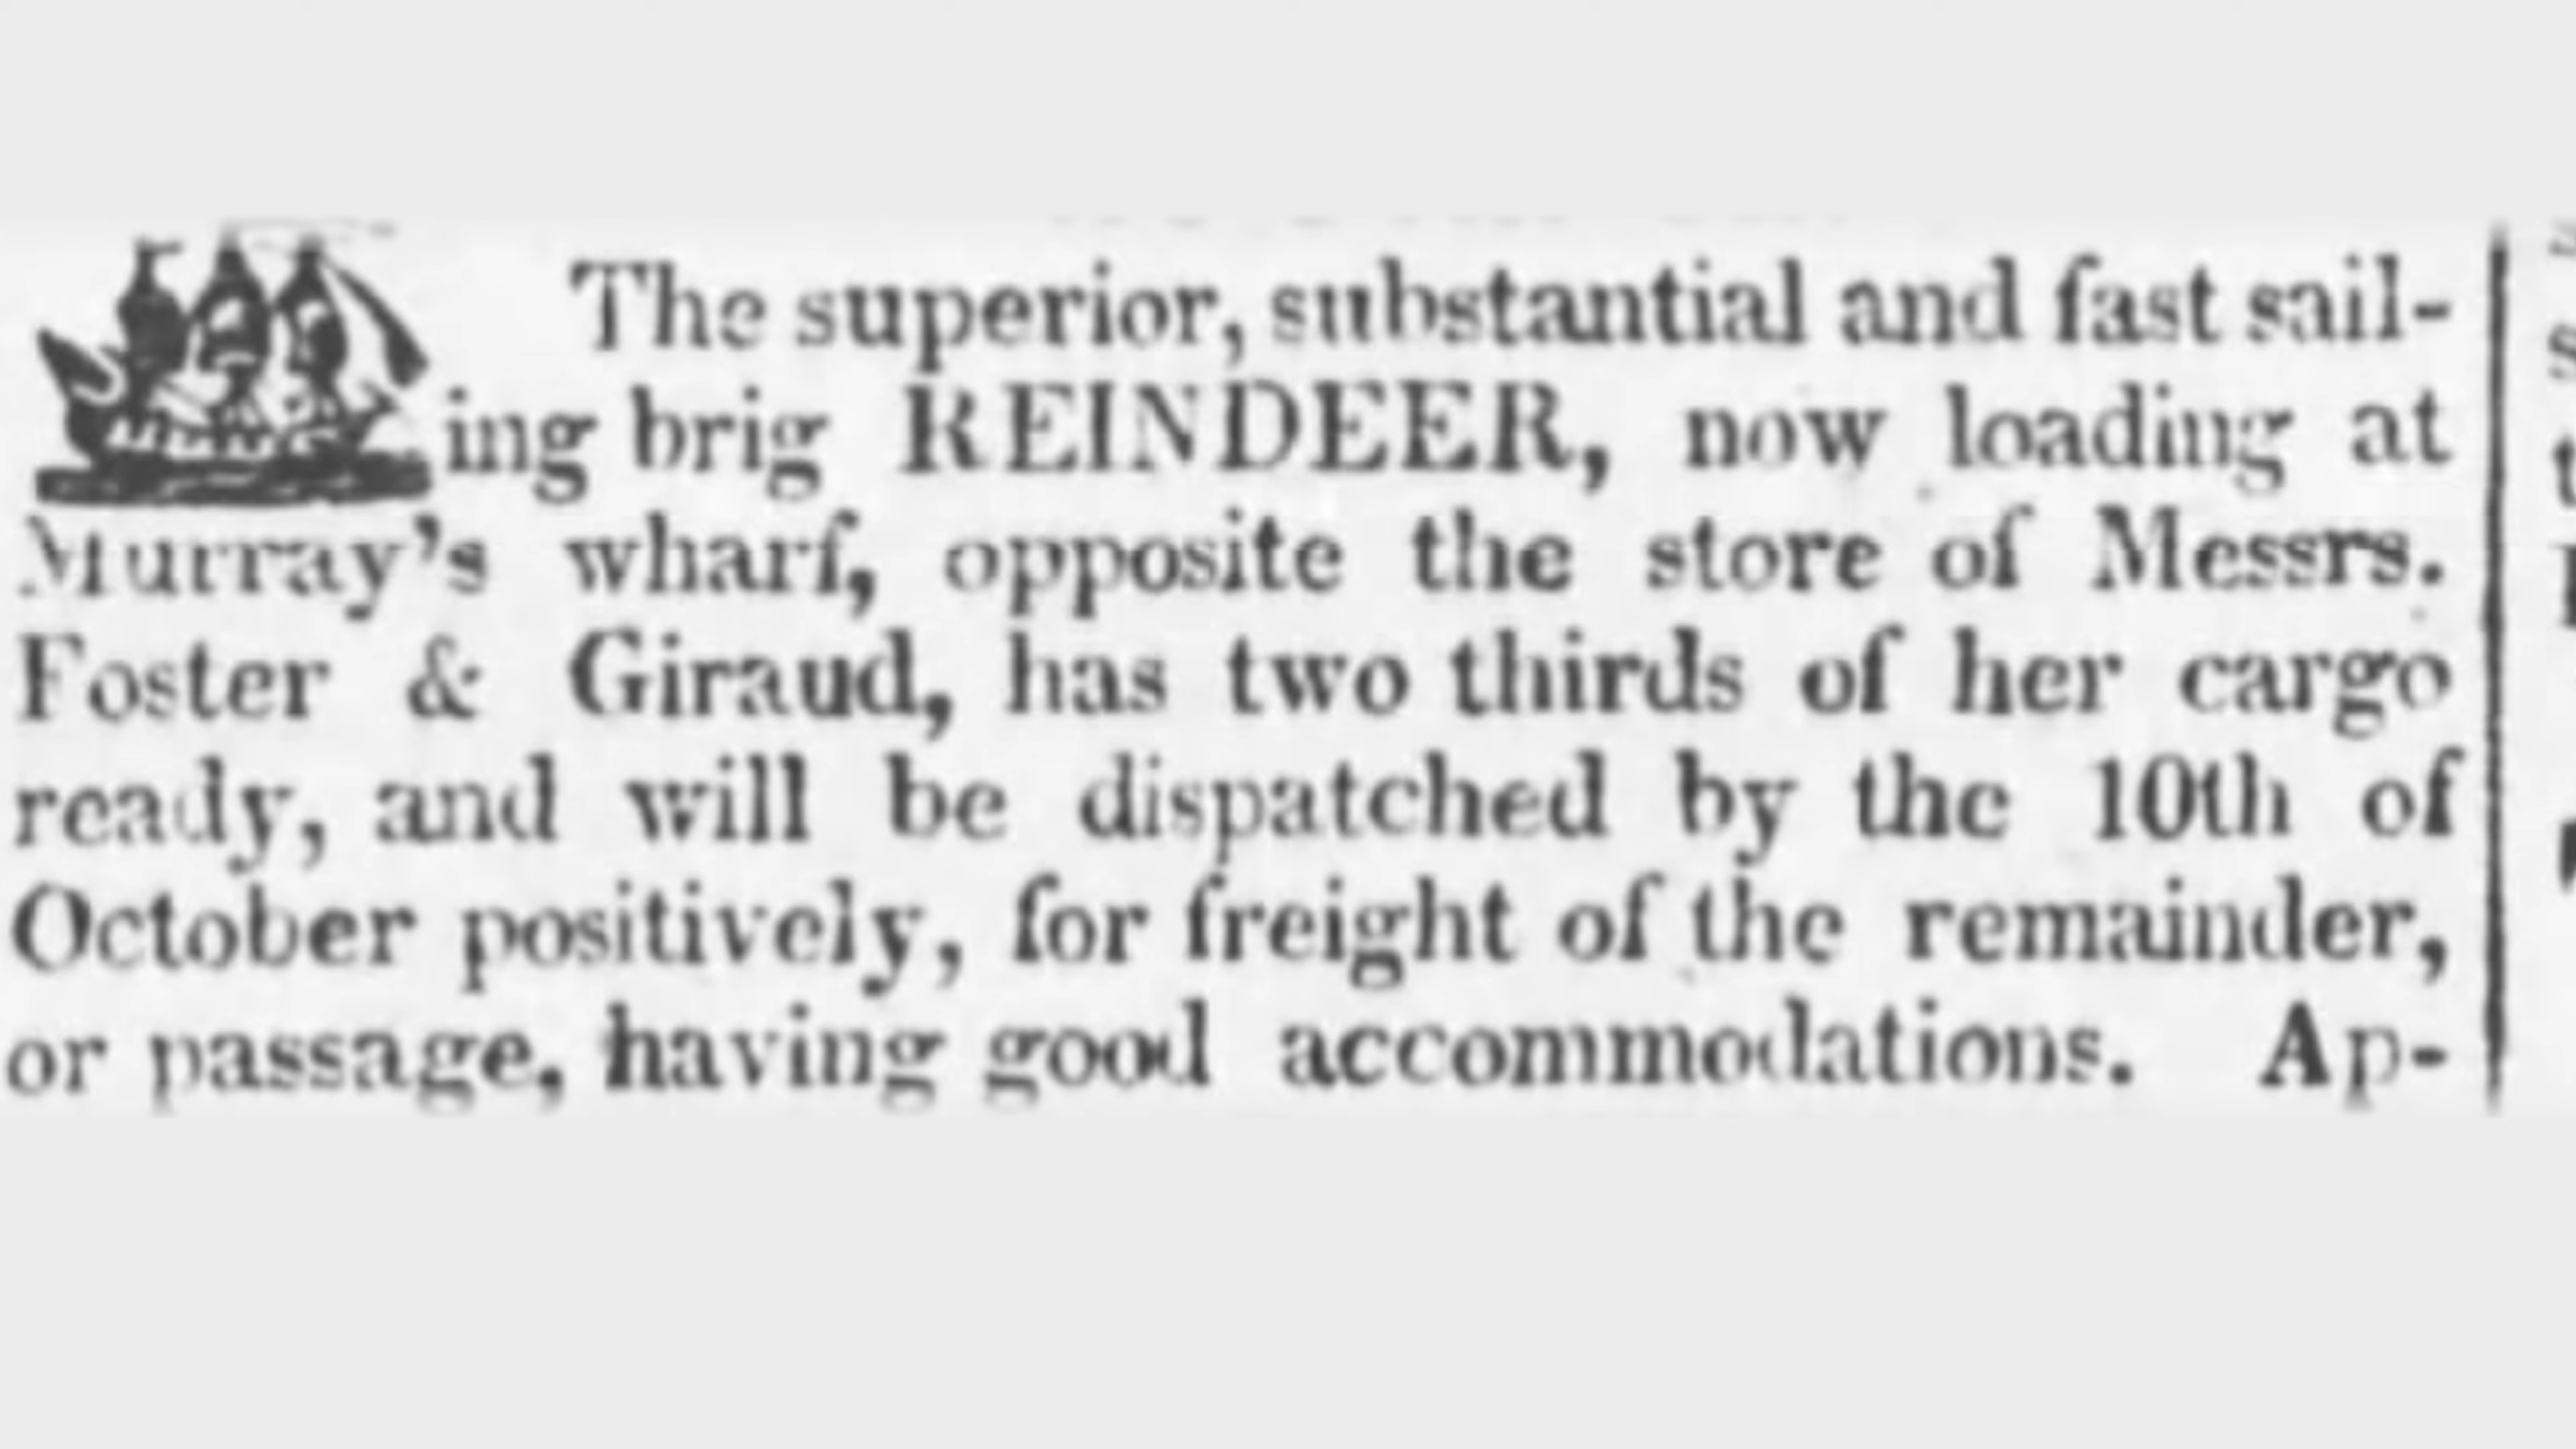 The superior, substantial and fast sail-
ing brig REINDEER, now loading at
Murray's wharf, opposite the store of Messrs.
Foster & Giraud, has two thirds of her cargo
ready, and will be dispatched by the 10th of
October positively, for freight of the remainder,
or passage, having good accommodations. Ap-